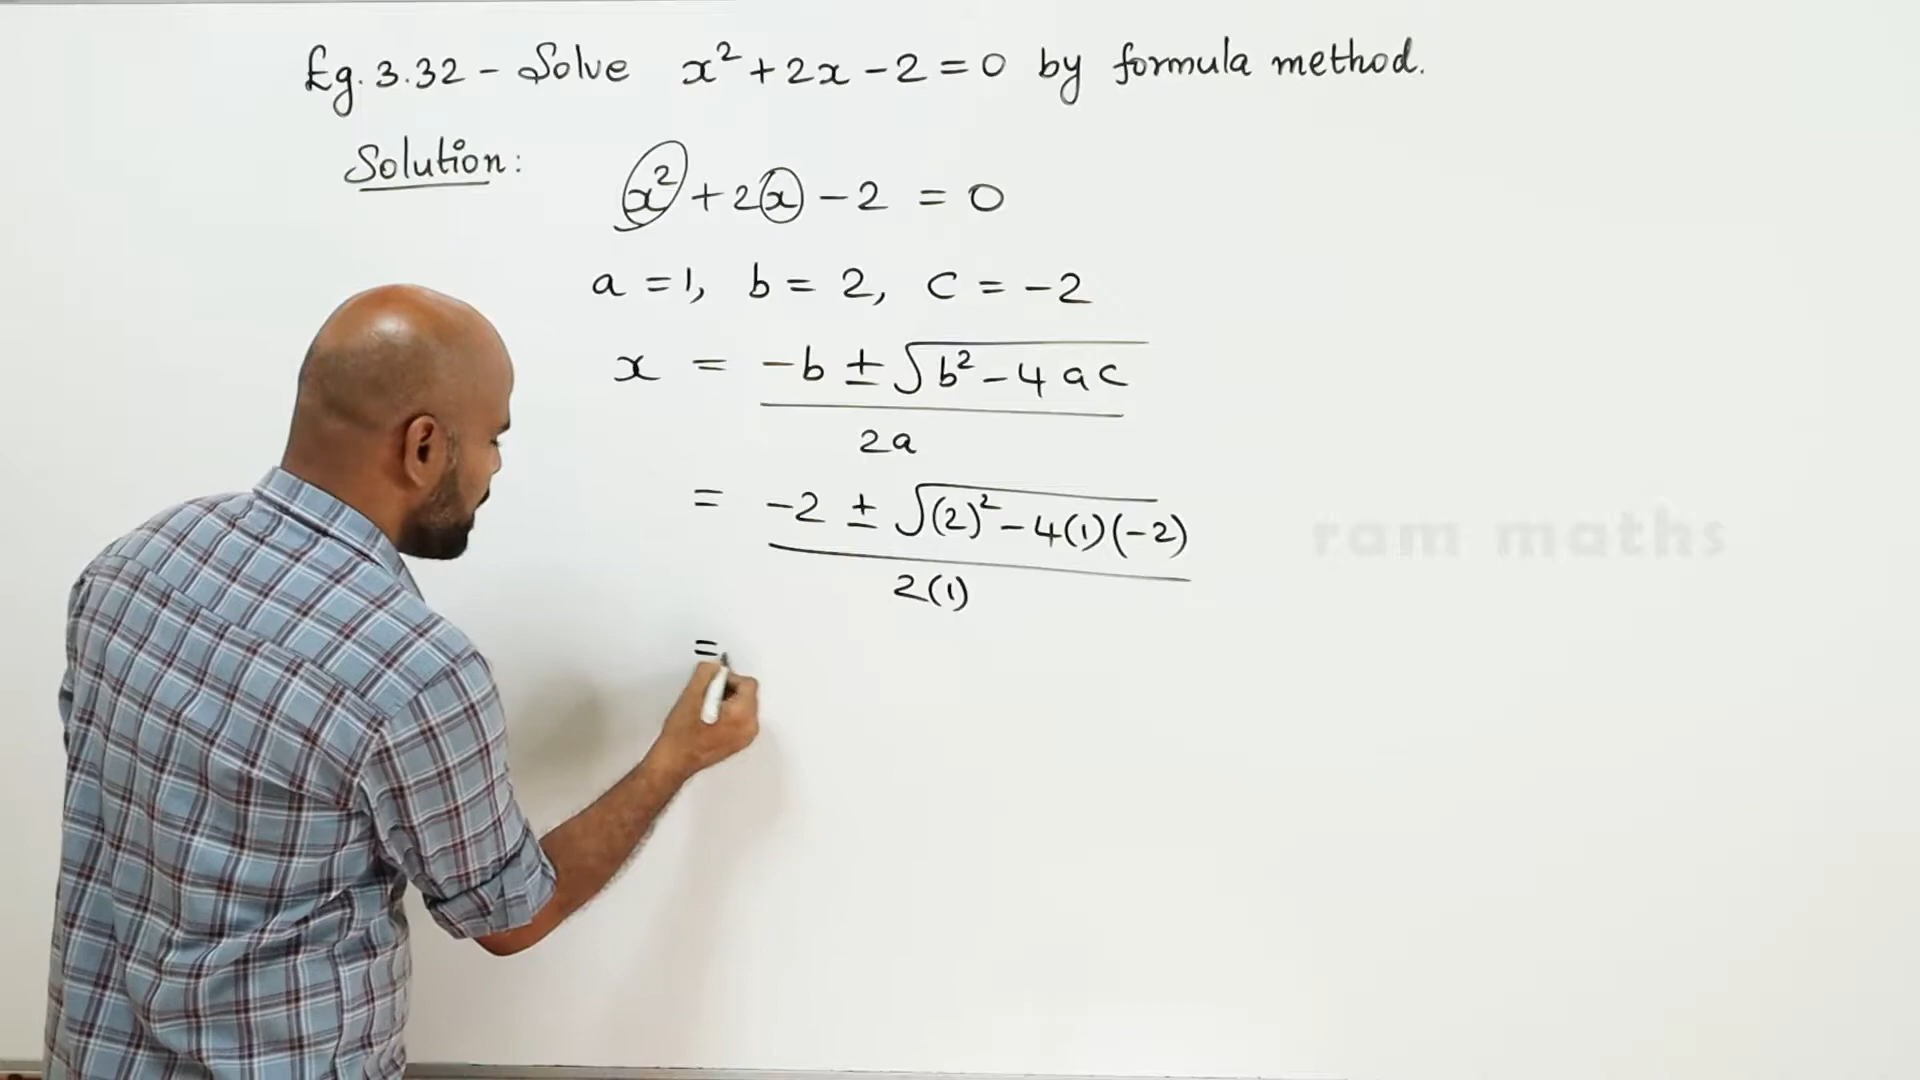 Eg. 3.32 - Solve x² + 2x - 2 = 0 by formula method.
Solution:
x² + 2x - 2 = 0
a = 1, b = 2, c = -2
x = -b ± √b² - 4ac
2a
= -2 ± √(2)² - 4(1)(-2)
2(1)
=
ram maths